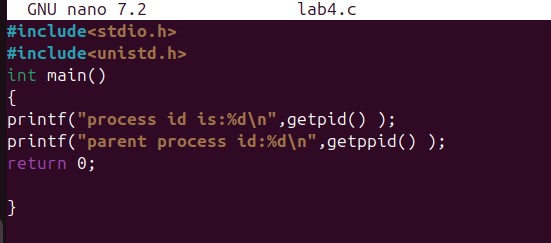 GNU nano 7.2 lab4.c
#include<stdio.h>
#include<unistd.h>
int main()
{
printf("process id is:%d\n",getpid() );
printf("parent process id:%d\n",getppid() );
return 0;
}